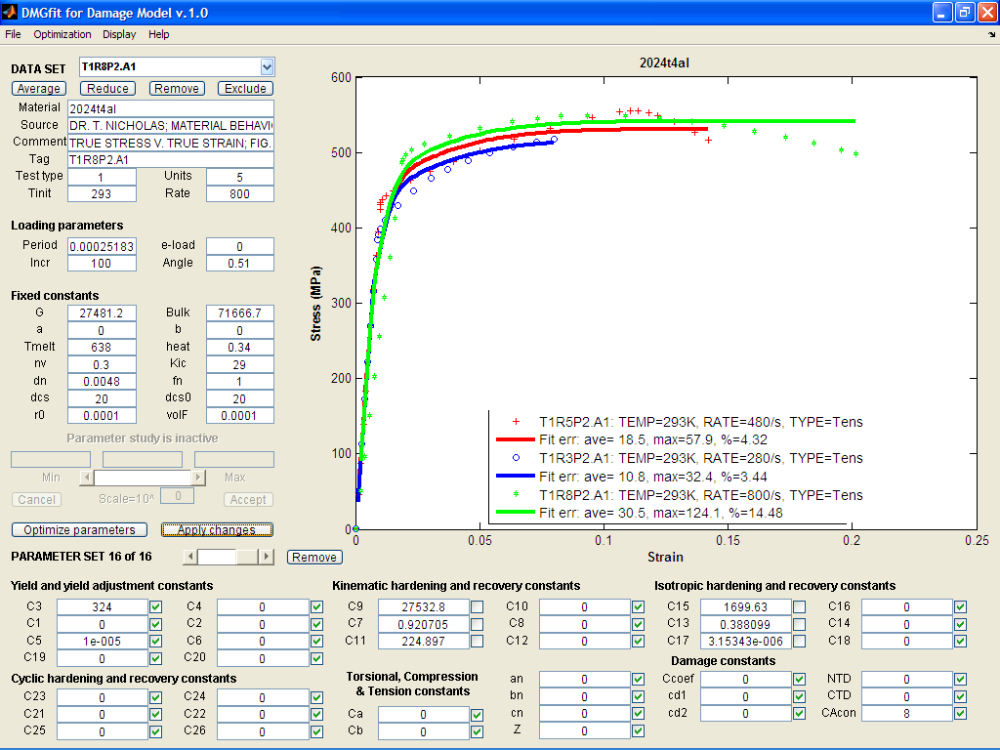 DMGfit for Damage Model v.1.0
File Optimization Display Help
DATA SET T1R8P2.A1
Average Reduce Remove Exclude
Material 2024t4al
Source DR. T. NICHOLAS; MATERIAL BEHAVI
Comment TRUE STRESS V. TRUE STRAIN; FIG.
Tag T1R8P2.A1
Test type 1 Units 5
Tinit 293 Rate 800
Loading parameters
Period 0.00025183 e-load 0
Incr 100 Angle 0.51
Fixed constants
G 27481.2 Bulk 71666.7
a 0 b 0
Tmelt 638 heat 0.34
nv 0.3 Kic 29
dn 0.0048 fn 1
dcs 20 dcs0 20
r0 0.0001 volF 0.0001
Parameter study is inactive
Min Max
Cancel Scale=10^ 0 Accept
Optimize parameters Apply changes
PARAMETER SET 16 of 16 Remove
2024t4al
600
500
400
300
200
100
0
Stress (MPa)
0 0.05 0.1 0.15 0.2 0.25
Strain
T1R5P2.A1: TEMP=293K, RATE=480/s, TYPE=Tens
Fit err: ave= 18.5, max=57.9, %=4.32
T1R3P2.A1: TEMP=293K, RATE=280/s, TYPE=Tens
Fit err: ave= 10.8, max=32.4, %=3.44
T1R8P2.A1: TEMP=293K, RATE=800/s, TYPE=Tens
Fit err: ave= 30.5, max=124.1, %=14.48
Yield and yield adjustment constants
C3 324 C4 0
C1 0 C2 0
C5 1e-005 C6 0
C19 0 C20 0
Cyclic hardening and recovery constants
C23 0 C24 0
C21 0 C22 0
C25 0 C26 0
Kinematic hardening and recovery constants
C9 27532.8 C10 0
C7 0.920705 C8 0
C11 224.897 C12 0
Torsional, Compression
& Tension constants
Ca 0
Cb 0
an 0
bn 0
cn 0
Z 0
Isotropic hardening and recovery constants
C15 1699.63 C16 0
C13 0.388099 C14 0
C17 3.15343e-006 C18 0
Damage constants
Ccoef 0 NTD 0
cd1 0 CTD 0
cd2 0 CAcon 8